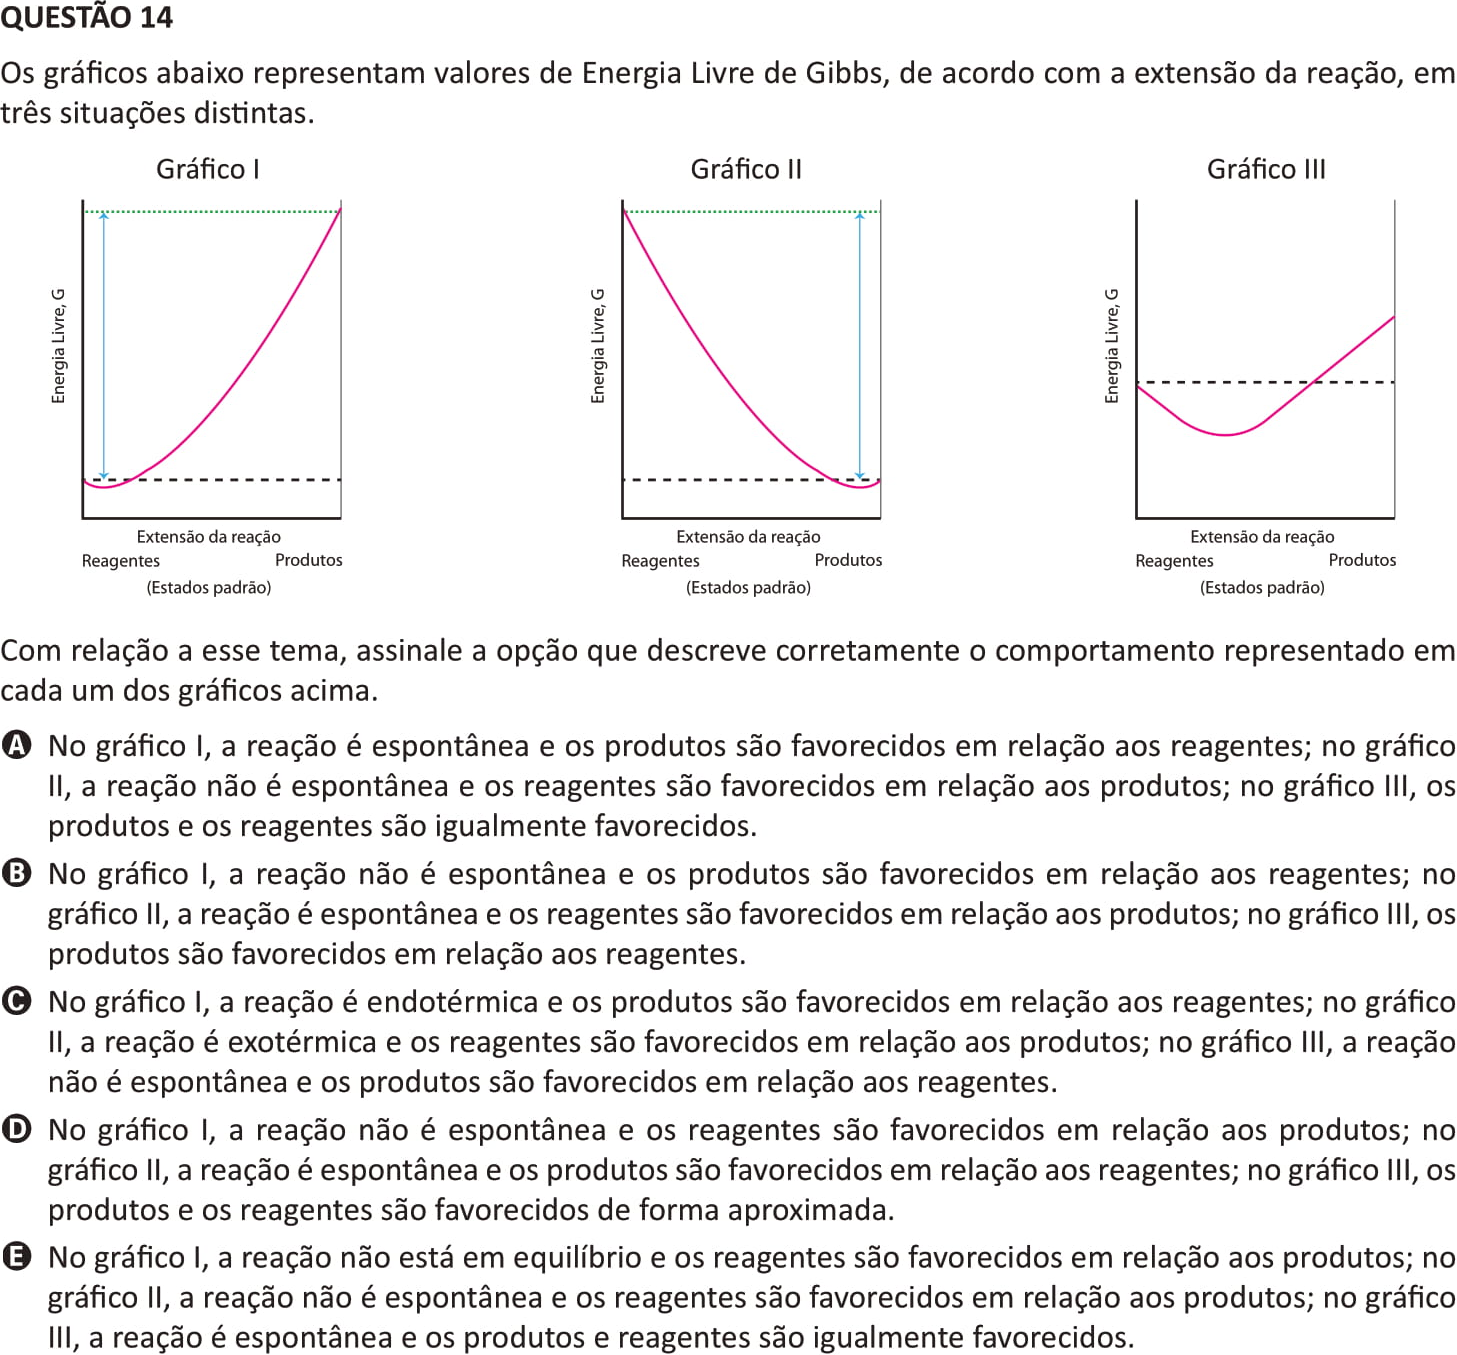 QUESTÃO 14
Os gráficos abaixo representam valores de Energia Livre de Gibbs, de acordo com a extensão da reação, em
três situações distintas.
Gráfico I
Gráfico II
Gráfico III
Energia Livre, G
Energia Livre, G
Energia Livre, G
Extensão da reação
Extensão da reação
Extensão da reação
Reagentes Produtos
Reagentes Produtos
Reagentes Produtos
(Estados padrão)
(Estados padrão)
(Estados padrão)
Com relação a esse tema, assinale a opção que descreve corretamente o comportamento representado em
cada um dos gráficos acima.
A No gráfico I, a reação é espontânea e os produtos são favorecidos em relação aos reagentes; no gráfico
II, a reação não é espontânea e os reagentes são favorecidos em relação aos produtos; no gráfico III, os
produtos e os reagentes são igualmente favorecidos.
B No gráfico I, a reação não é espontânea e os produtos são favorecidos em relação aos reagentes; no
gráfico II, a reação é espontânea e os reagentes são favorecidos em relação aos produtos; no gráfico III, os
produtos são favorecidos em relação aos reagentes.
C No gráfico I, a reação é endotérmica e os produtos são favorecidos em relação aos reagentes; no gráfico
II, a reação é exotérmica e os reagentes são favorecidos em relação aos produtos; no gráfico III, a reação
não é espontânea e os produtos são favorecidos em relação aos reagentes.
D No gráfico I, a reação não é espontânea e os reagentes são favorecidos em relação aos produtos; no
gráfico II, a reação é espontânea e os produtos são favorecidos em relação aos reagentes; no gráfico III, os
produtos e os reagentes são favorecidos de forma aproximada.
E No gráfico I, a reação não está em equilíbrio e os reagentes são favorecidos em relação aos produtos; no
gráfico II, a reação não é espontânea e os reagentes são favorecidos em relação aos produtos; no gráfico
III, a reação é espontânea e os produtos e reagentes são igualmente favorecidos.